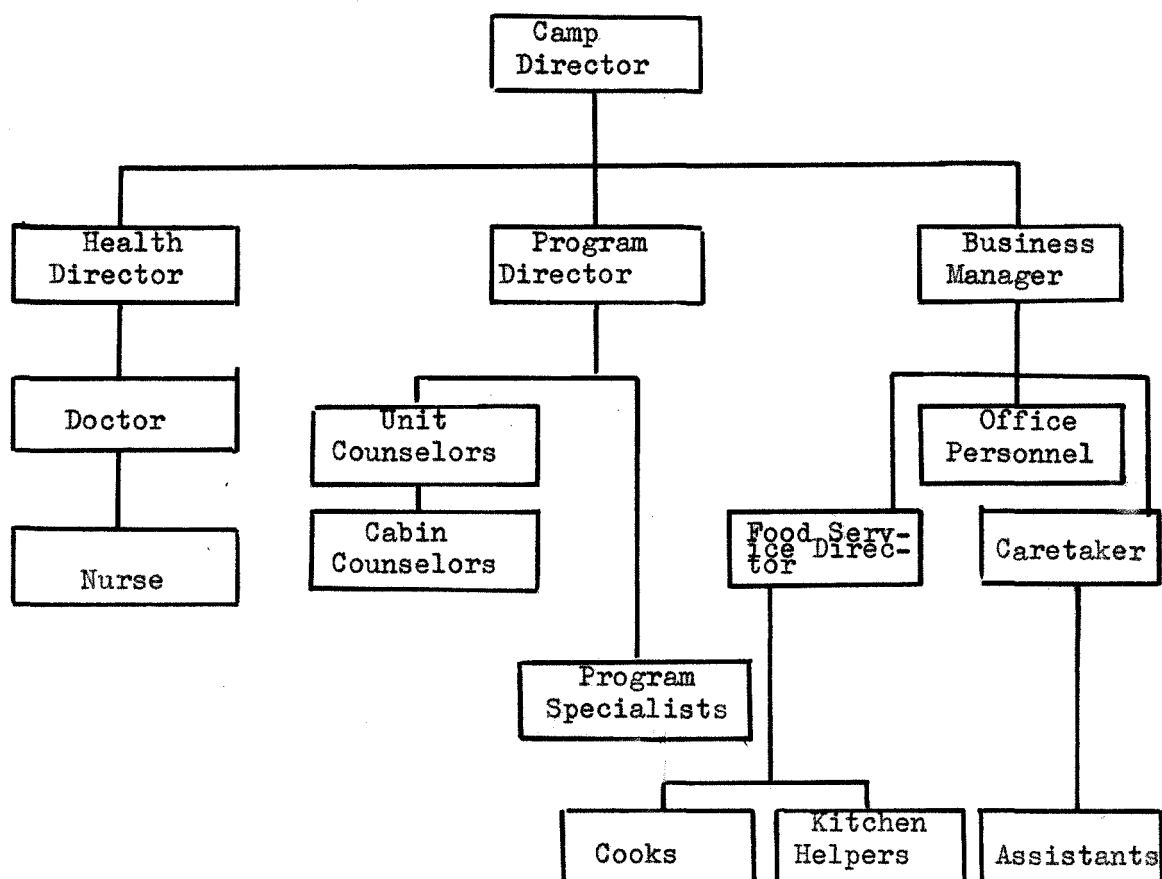 Camp
Director
Health
Director
Program
Director
Business
Manager
Doctor
Unit
Counselors
Office
Personnel
Nurse
Cabin
Counselors
Food Serv-
ice Direc-
tor
Caretaker
Program
Specialists
Cooks
Kitchen
Helpers
Assistants